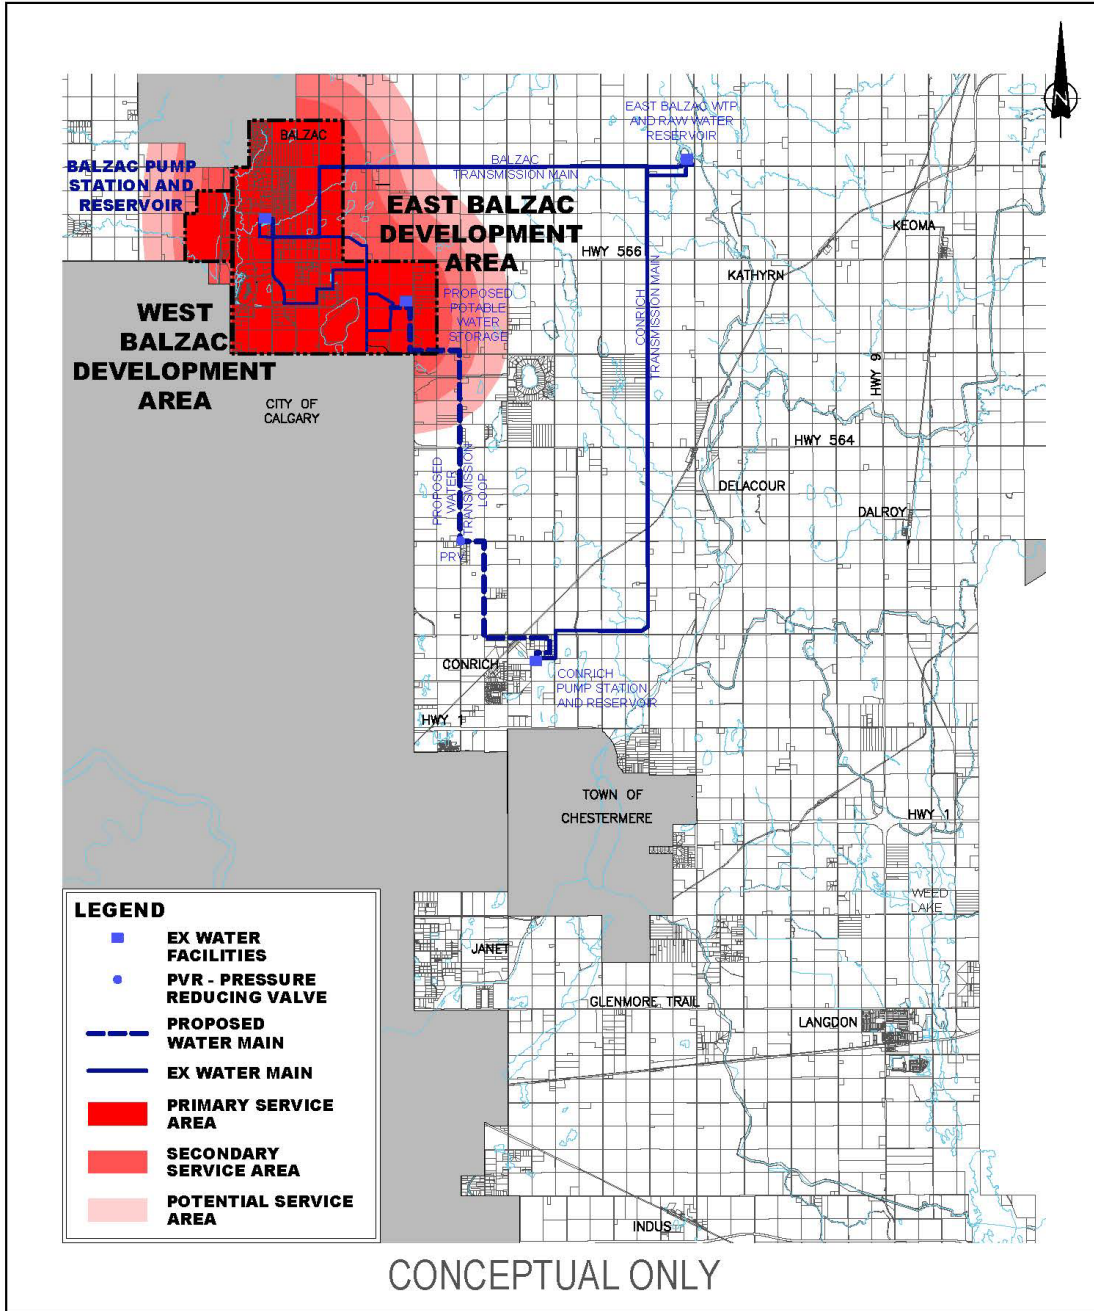 N
EAST BALZAC WTP
AND RAW WATER
RESERVOIR
BALZAC
BALZAC
TRANSMISSION MAIN
BALZAC PUMP
STATION AND
RESERVOIR
EAST BALZAC
DEVELOPMENT
AREA
HWY 566
KEOMA
KATHYRN
CONRICH
TRANSMISSION MAIN
PROPOSED
POTABLE
WATER
STORAGE
WEST
BALZAC
DEVELOPMENT
AREA
CITY OF
CALGARY
HWY 9
HWY 564
PROPOSED
WATER
TRANSMISSION
LOOP
DELACOUR
DALROY
PRV
CONRICH
CONRICH
PUMP STATION
AND RESERVOIR
HWY 1
TOWN OF
CHESTERMERE
HWY 1
WEED
LAKE
JANET
GLENMORE TRAIL
LANGDON
INDUS
LEGEND
EX WATER
FACILITIES
PVR - PRESSURE
REDUCING VALVE
PROPOSED
WATER MAIN
EX WATER MAIN
PRIMARY SERVICE
AREA
SECONDARY
SERVICE AREA
POTENTIAL SERVICE
AREA
CONCEPTUAL ONLY